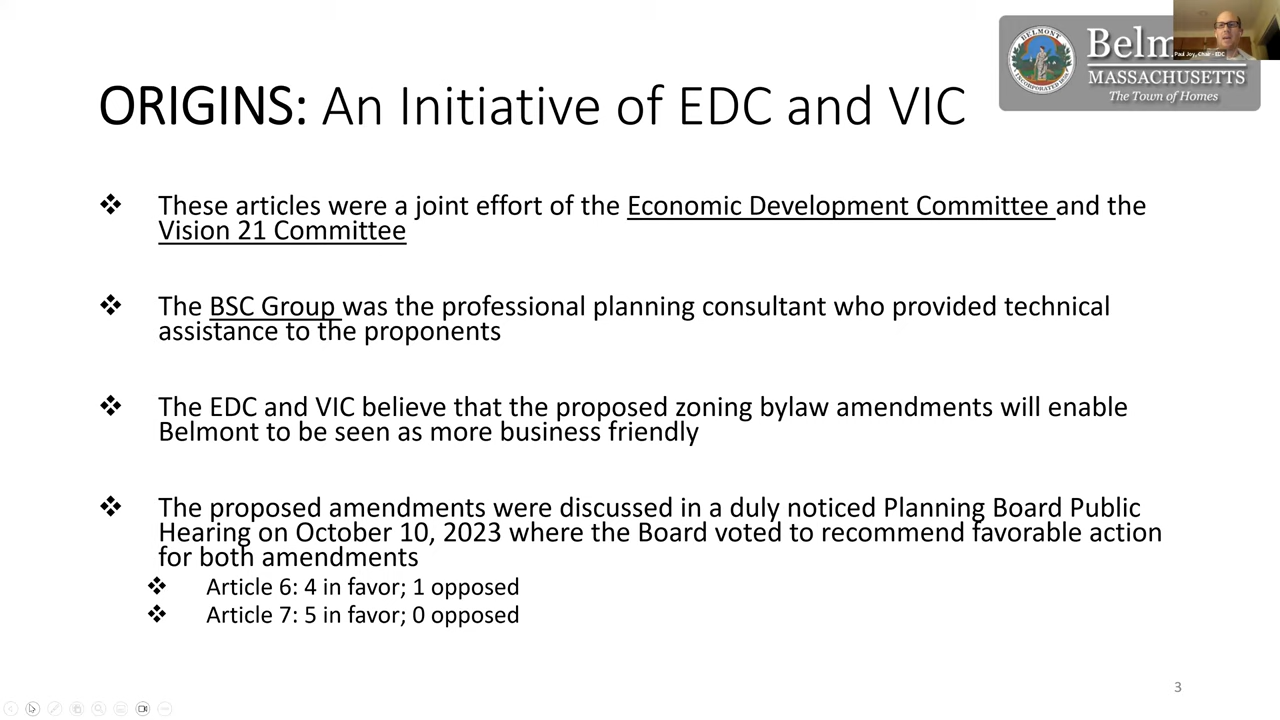 Belm
MASSACHUSETTS
The Town of Homes
BELMONT
Paul Joy, Chair - EDC
ORIGINS: An Initiative of EDC and VIC
❖ These articles were a joint effort of the Economic Development Committee and the
Vision 21 Committee
❖ The BSC Group was the professional planning consultant who provided technical
assistance to the proponents
❖ The EDC and VIC believe that the proposed zoning bylaw amendments will enable
Belmont to be seen as more business friendly
❖ The proposed amendments were discussed in a duly noticed Planning Board Public
Hearing on October 10, 2023 where the Board voted to recommend favorable action
for both amendments
❖ Article 6: 4 in favor; 1 opposed
❖ Article 7: 5 in favor; 0 opposed
3